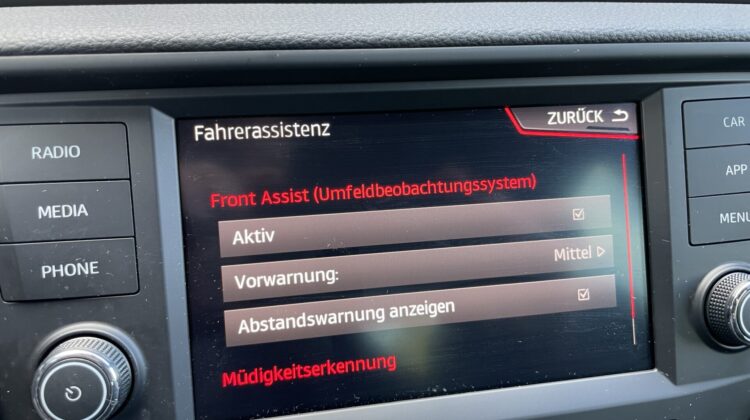 RADIO
MEDIA
PHONE
Fahrerassistenz
ZURÜCK
Front Assist (Umfeldbeobachtungssystem)
Aktiv
Vorwarnung: Mittel
Abstandswarnung anzeigen
Müdigkeitserkennung
CAR
APP
MENU